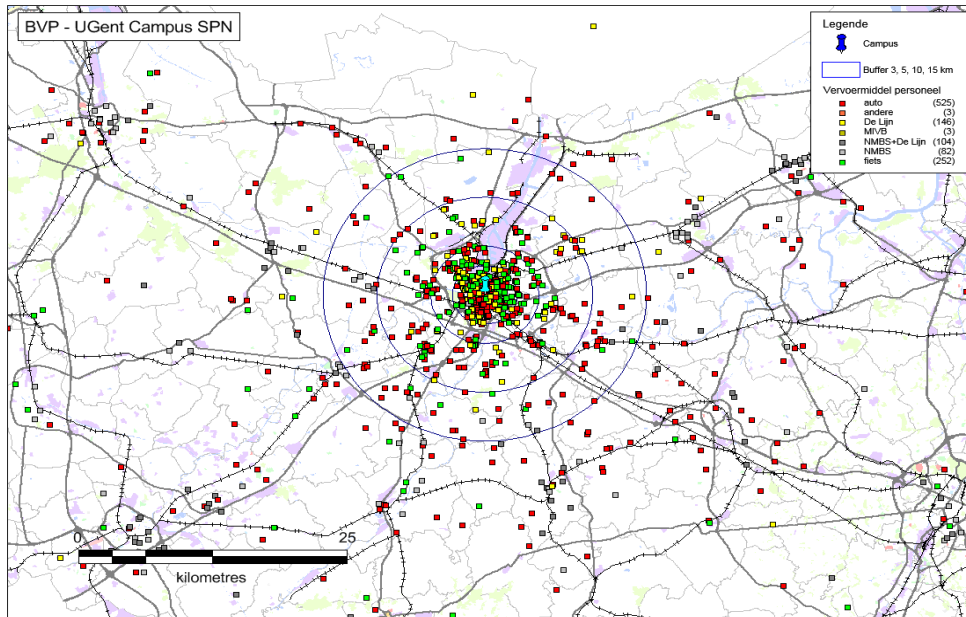 BVP - UGent Campus SPN
Legende
Campus
Buffer 3, 5, 10, 15 km
Vervoermiddel personeel
auto (525)
andere (3)
De Lijn (146)
MIVB (3)
NMBS+De Lijn (104)
NMBS (82)
fiets (252)
0 25
kilometres